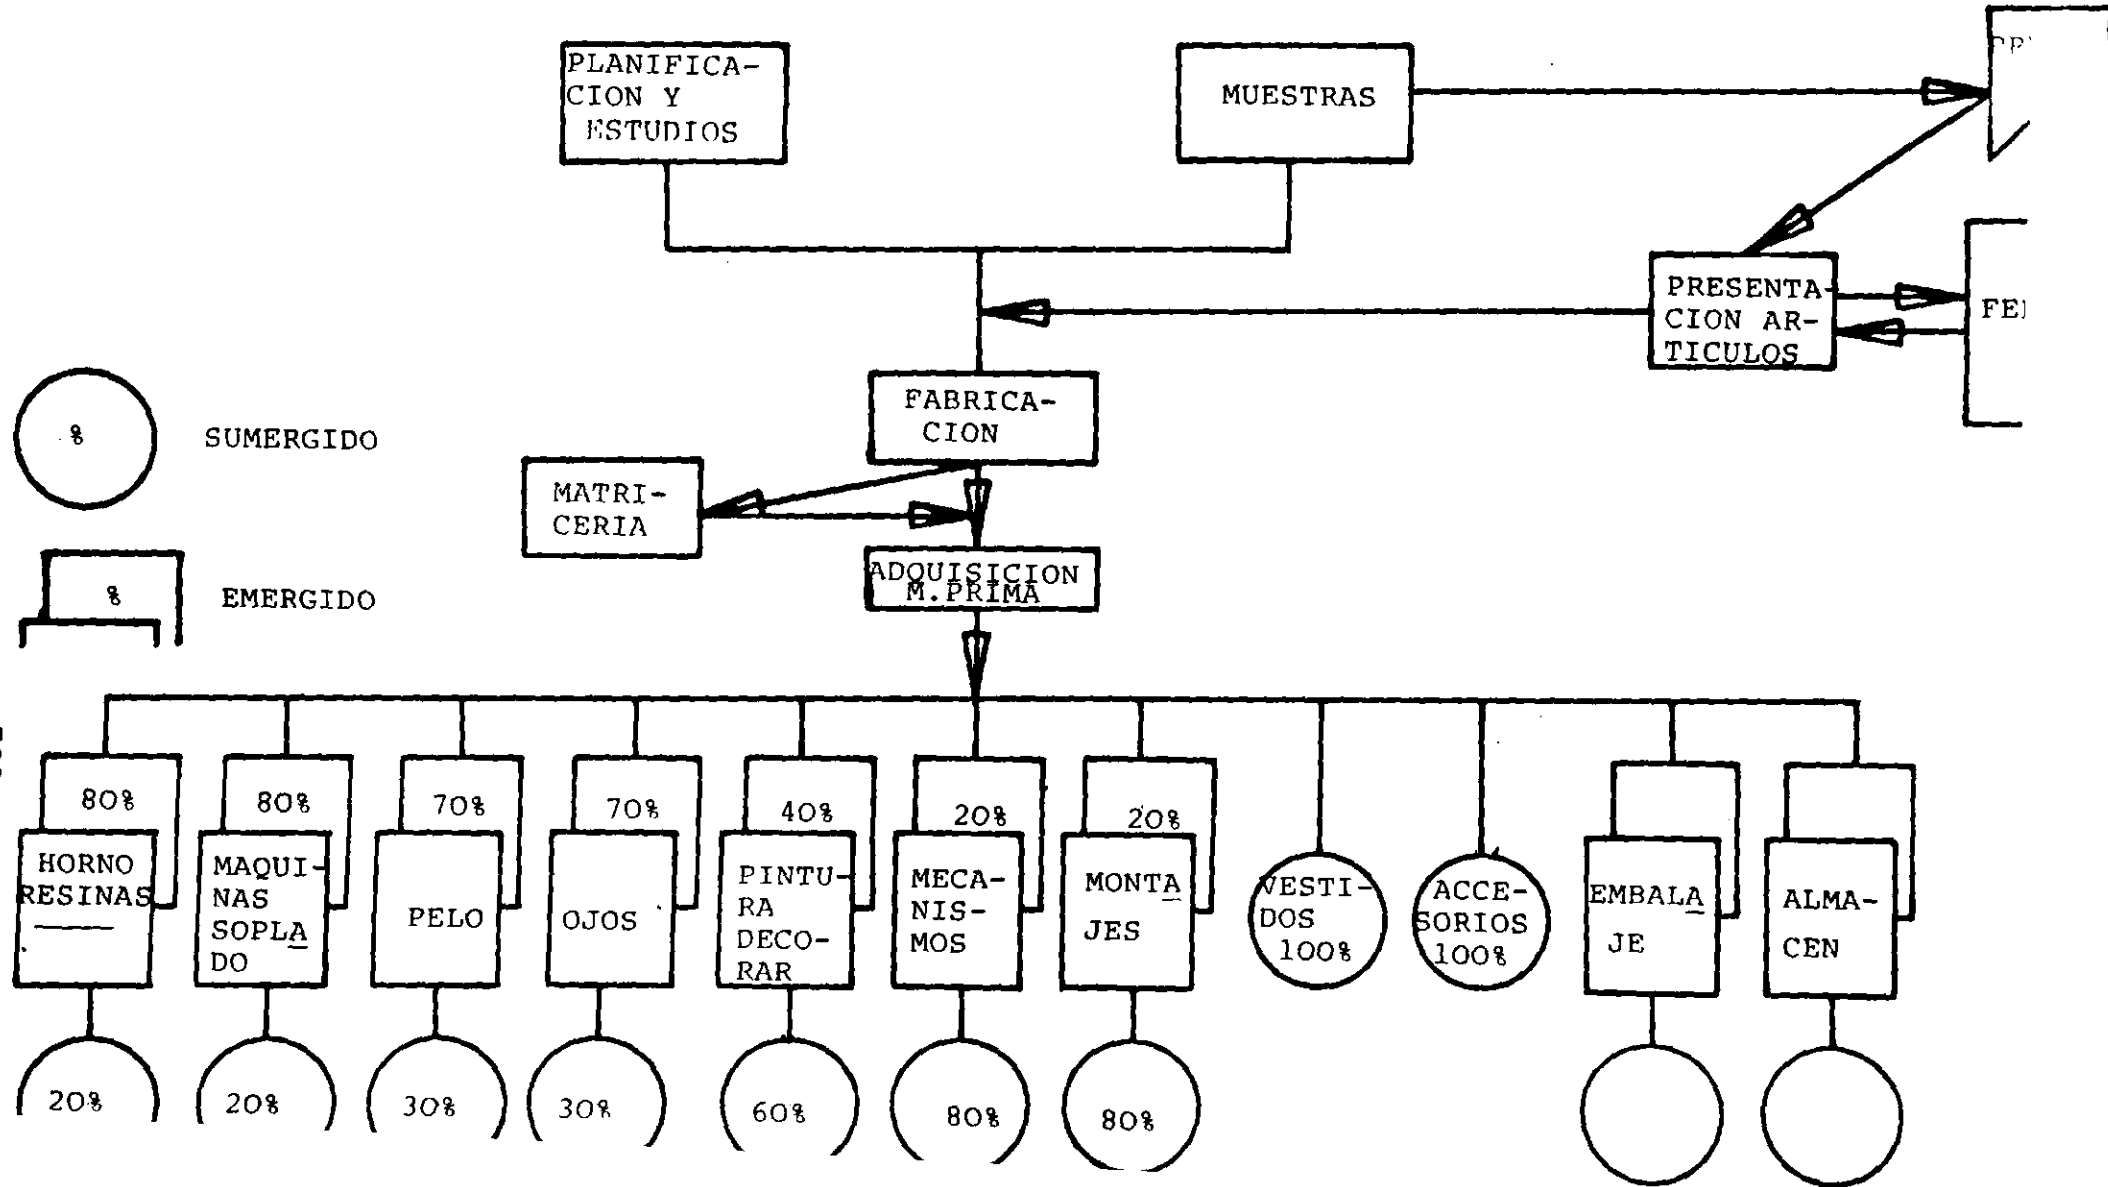 PLANIFICA-
CION Y
ESTUDIOS
MUESTRAS
PRESENTA-
CION AR-
TICULOS
FABRICA-
CION
%
SUMERGIDO
MATRI-
CERIA
ADQUISICION
M.PRIMA
%
EMERGIDO
80%
HORNO
RESINAS
20%
80%
MAQUI-
NAS
SOPLA
DO
20%
70%
PELO
30%
70%
OJOS
30%
40%
PINTU-
RA
DECO-
RAR
60%
20%
MECA-
NIS-
MOS
80%
20%
MONTA
JES
80%
VESTI-
DOS
100%
ACCE-
SORIOS
100%
EMBALA
JE
ALMA-
CEN